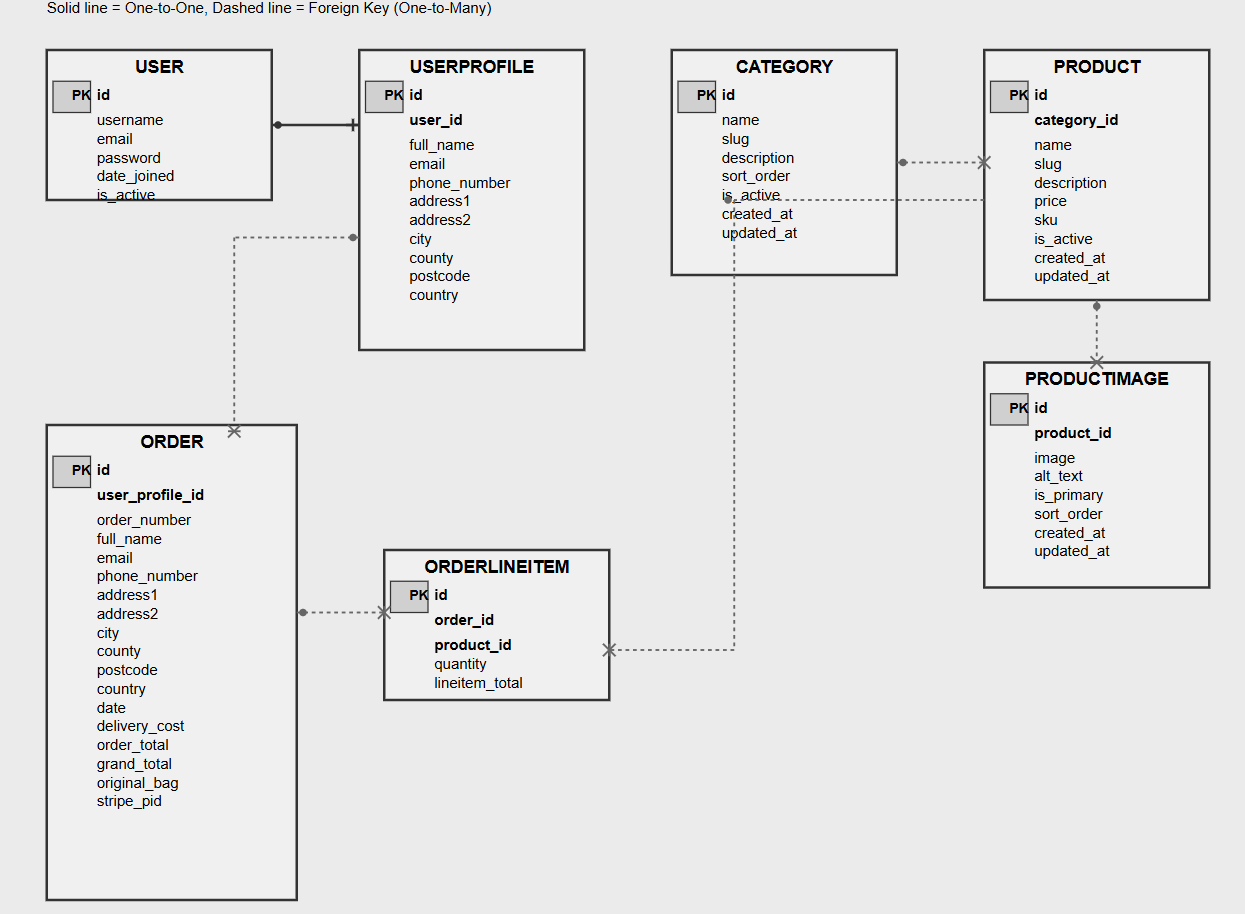 Solid line = One-to-One, Dashed line = Foreign Key (One-to-Many)
USER
PK id
username
email
password
date_joined
is_active
USERPROFILE
PK id
user_id
full_name
email
phone_number
address1
address2
city
county
postcode
country
CATEGORY
PK id
name
slug
description
sort_order
is_active
created_at
updated_at
PRODUCT
PK id
category_id
name
slug
description
price
sku
is_active
created_at
updated_at
PRODUCTIMAGE
PK id
product_id
image
alt_text
is_primary
sort_order
created_at
updated_at
ORDER
PK id
user_profile_id
order_number
full_name
email
phone_number
address1
address2
city
county
postcode
country
date
delivery_cost
order_total
grand_total
original_bag
stripe_pid
ORDERLINEITEM
PK id
order_id
product_id
quantity
lineitem_total